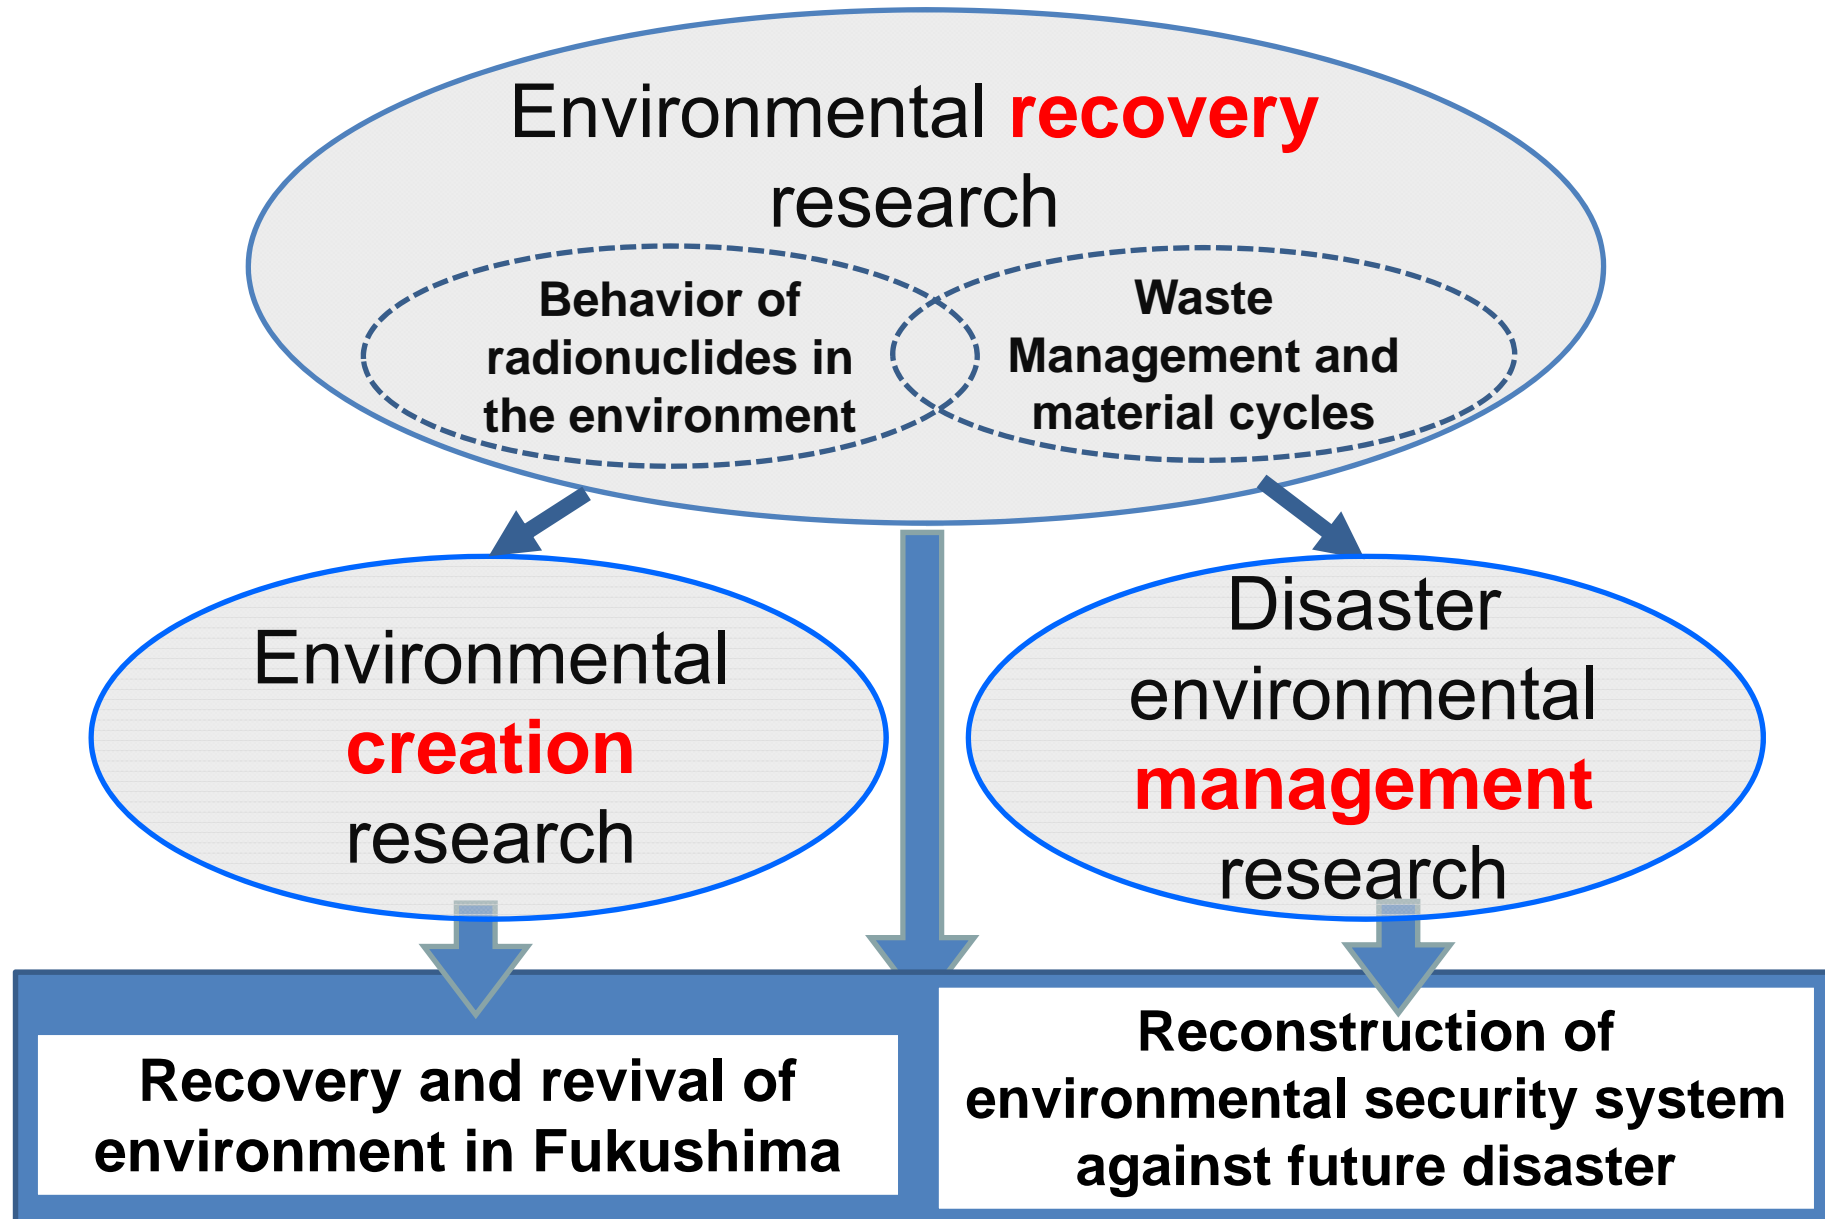 Environmental recovery
research
Behavior of
radionuclides in
the environment
Waste
Management and
material cycles
Environmental
creation
research
Disaster
environmental
management
research
Recovery and revival of
environment in Fukushima
Reconstruction of
environmental security system
against future disaster